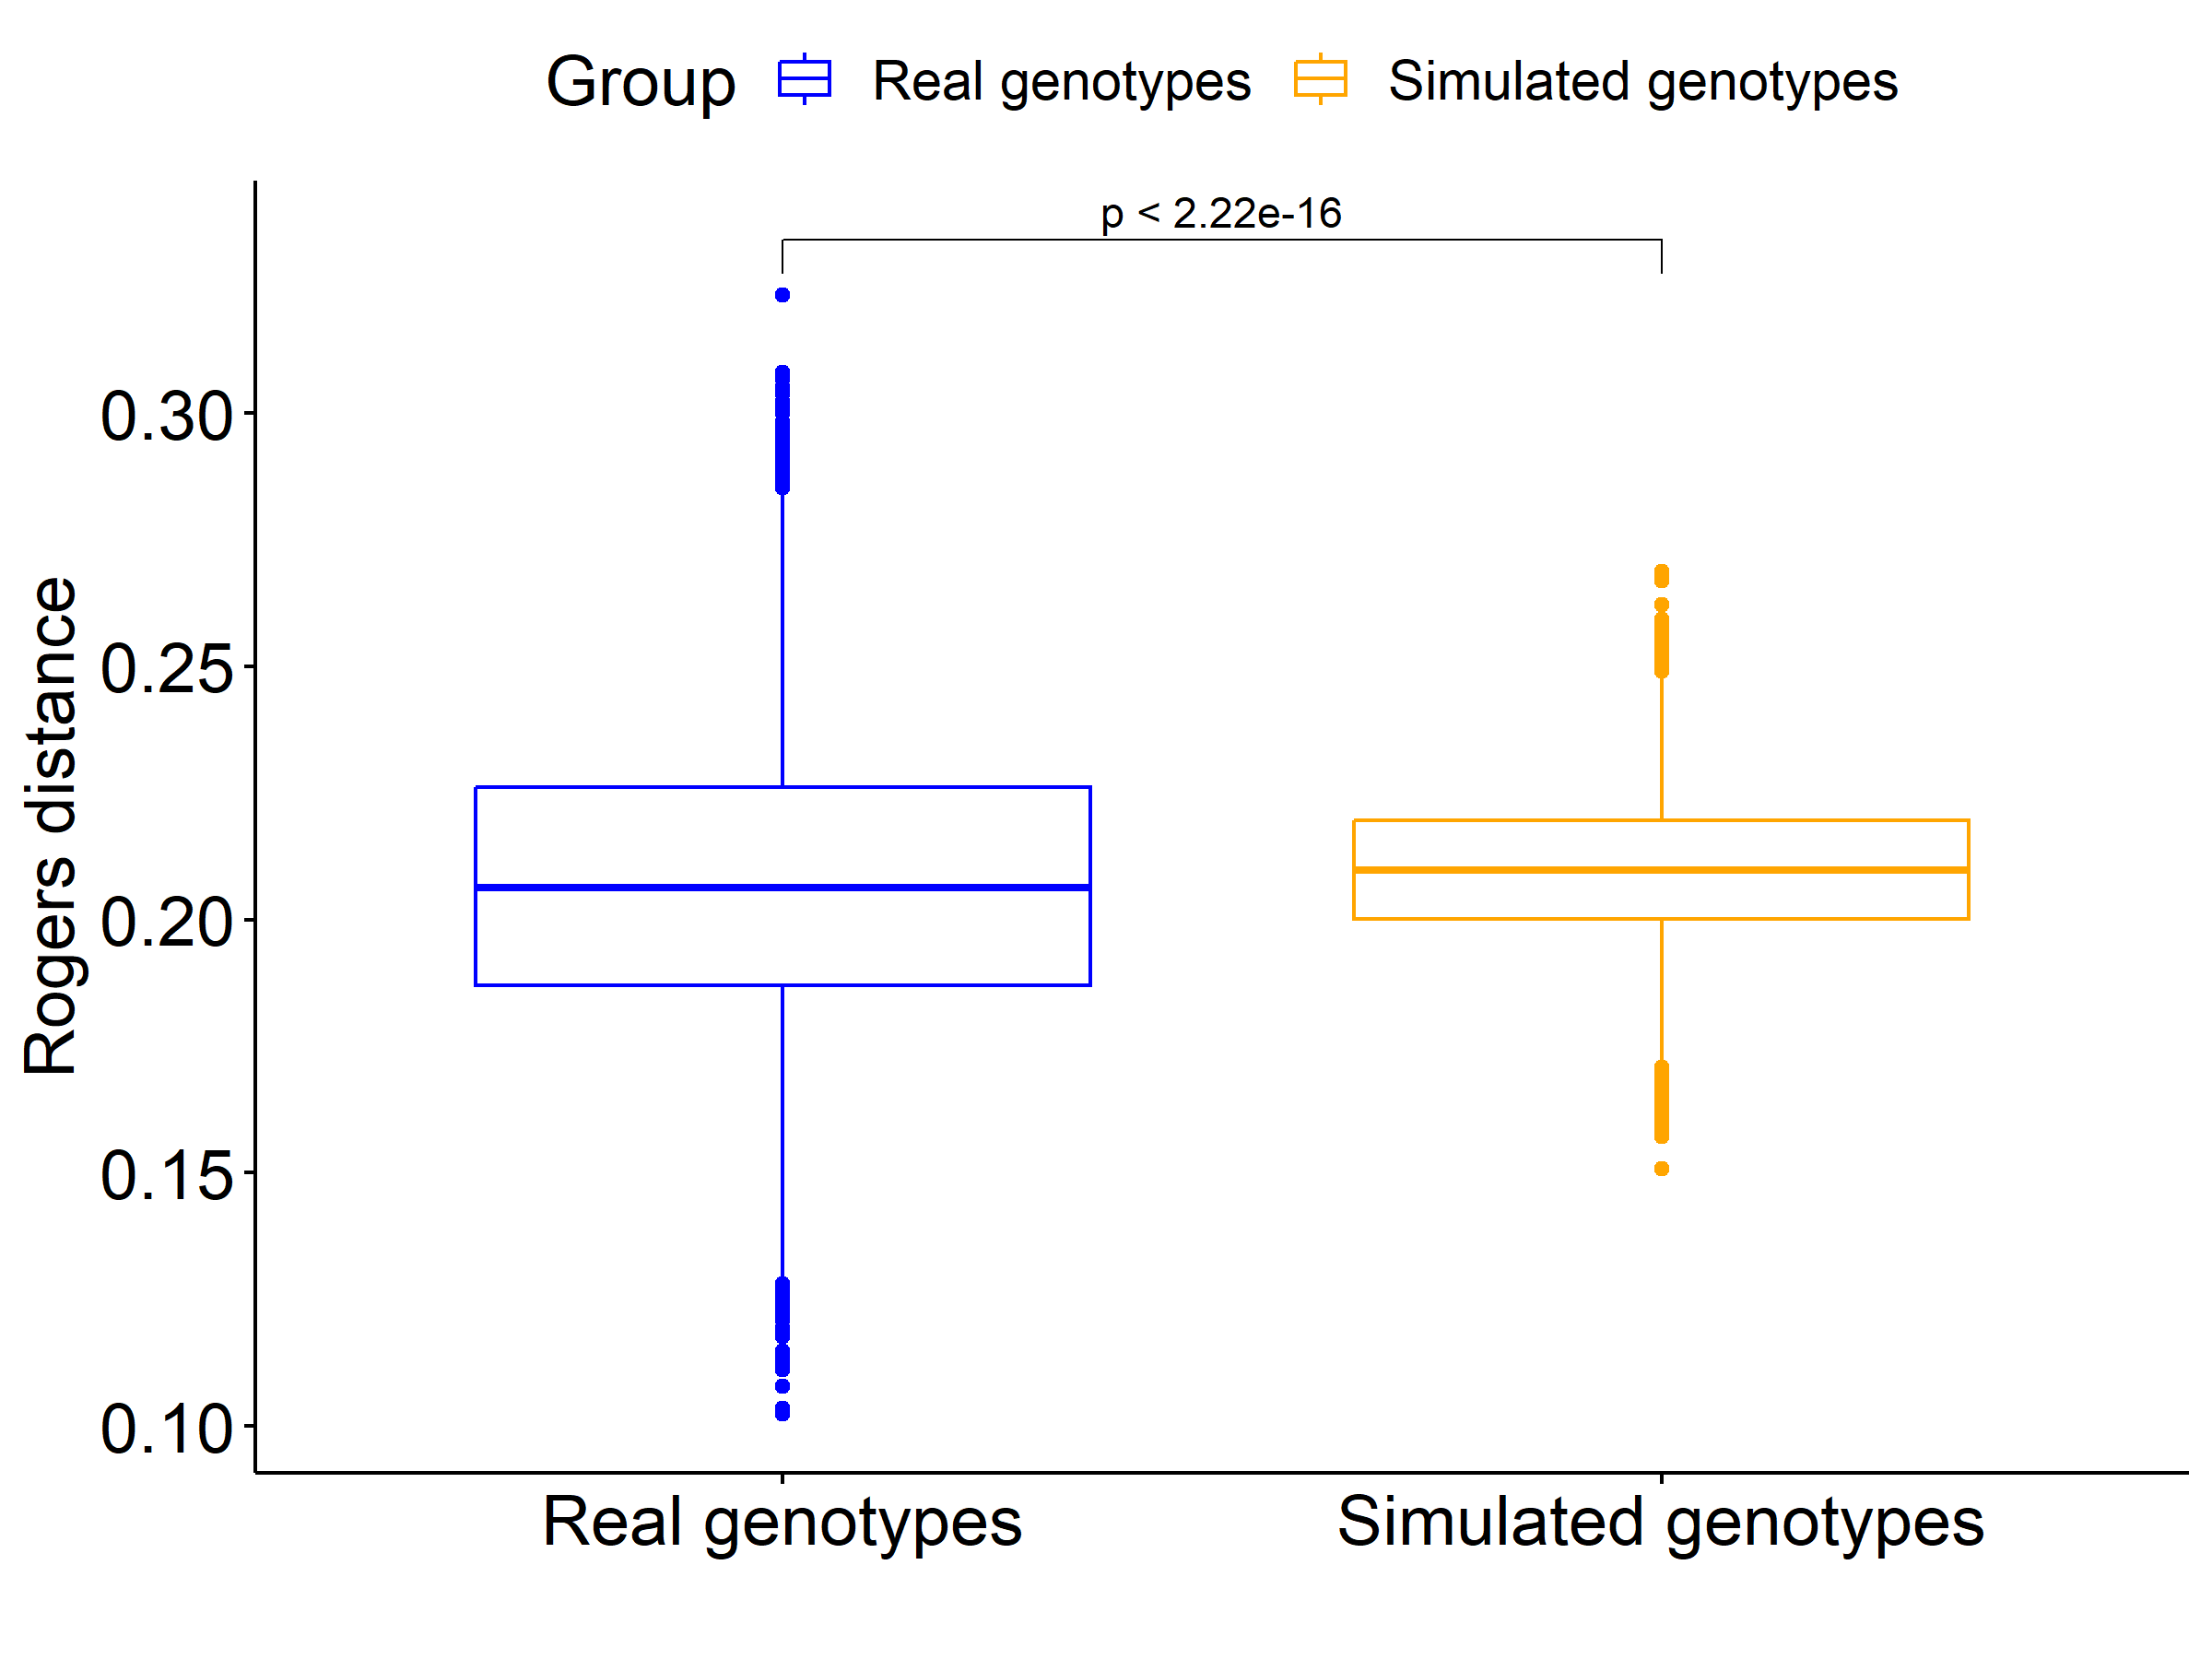 Group Real genotypes Simulated genotypes
p < 2.22e-16
Rogers distance
0.30
0.25
0.20
0.15
0.10
Real genotypes Simulated genotypes